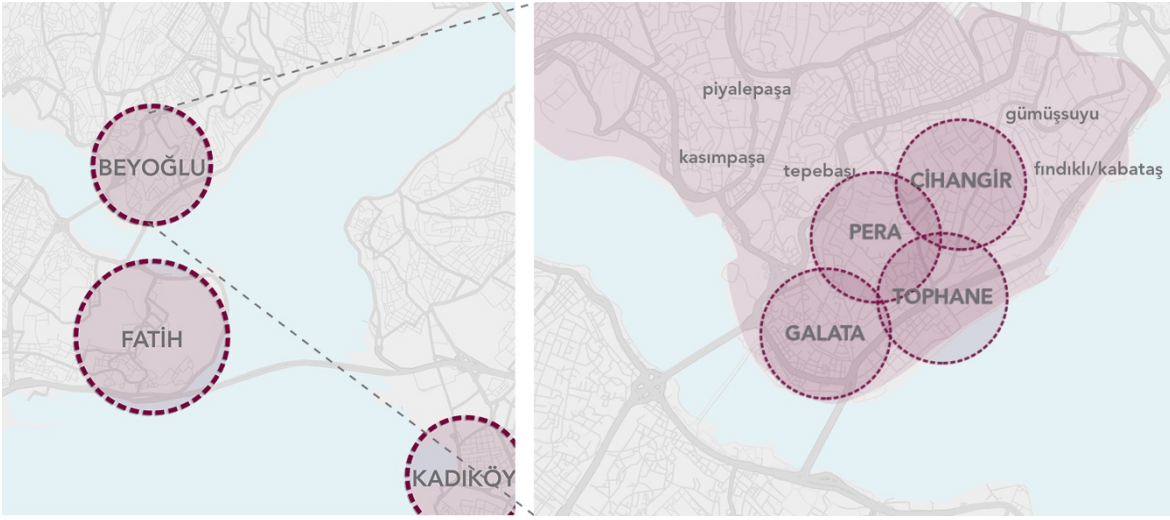 BEYOĞLU
FATİH
KADIKÖY
piyalepaşa
gümüşsuyu
kasımpaşa
tepebaşı
fındıklı/kabataş
CİHANGİR
PERA
TOPHANE
GALATA